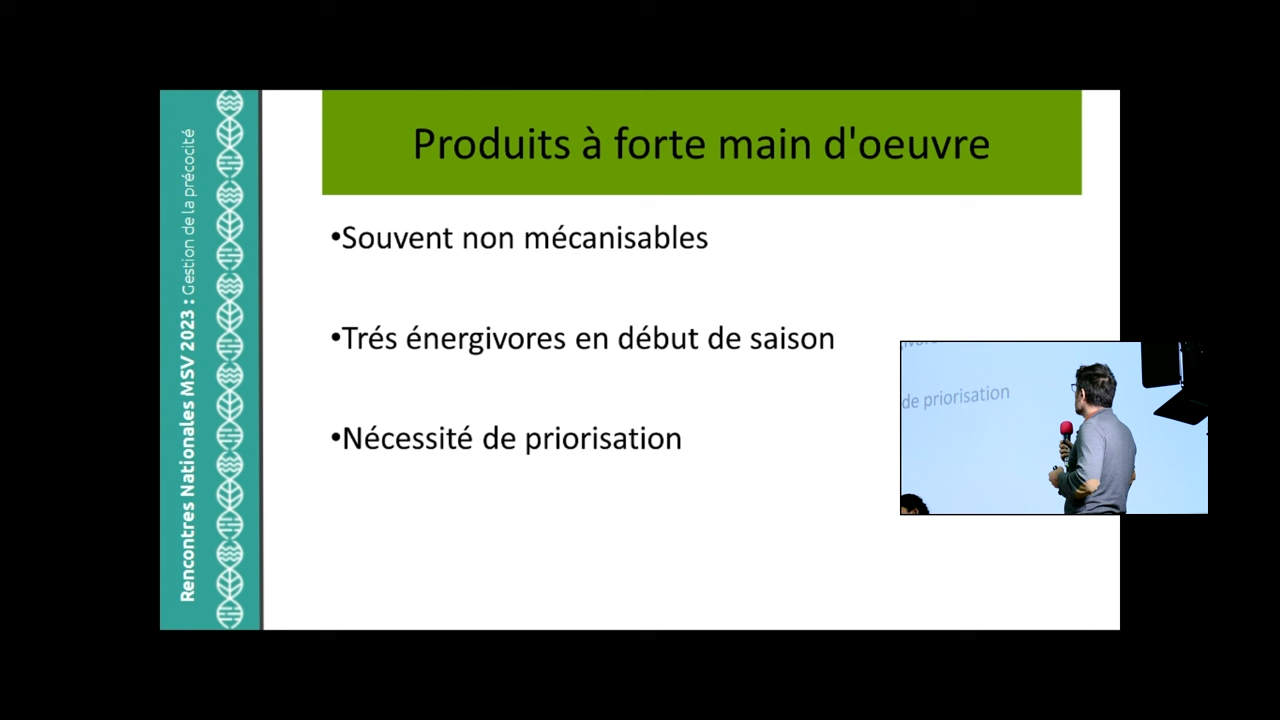 Produits à forte main d'oeuvre
•Souvent non mécanisables
•Trés énergivores en début de saison
•Nécessité de priorisation
Rencontres Nationales MSV 2023 : Gestion de la précocité
de priorisation